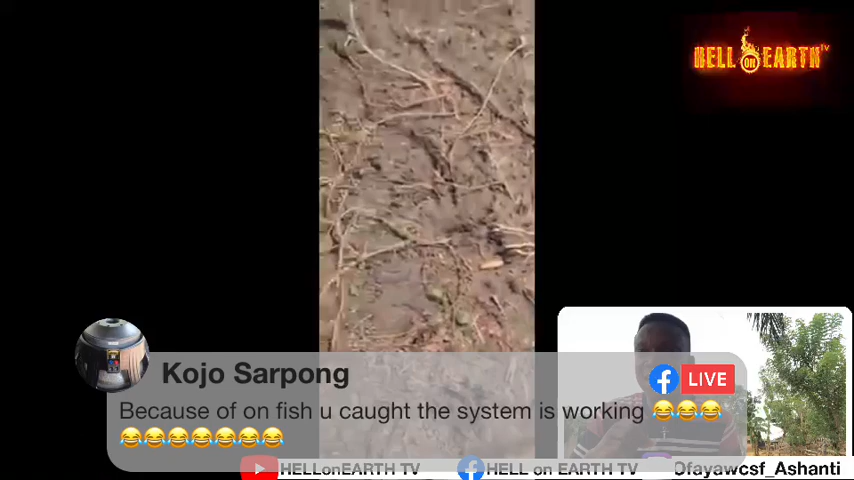 HELL ON EARTH TV
Kojo Sarpong
LIVE
Because of on fish u caught the system is working 😂😂😂
😂😂😂😂😂😂😂
HELLonEARTH TV HELL on EARTH TV Ofayawcsf_Ashanti